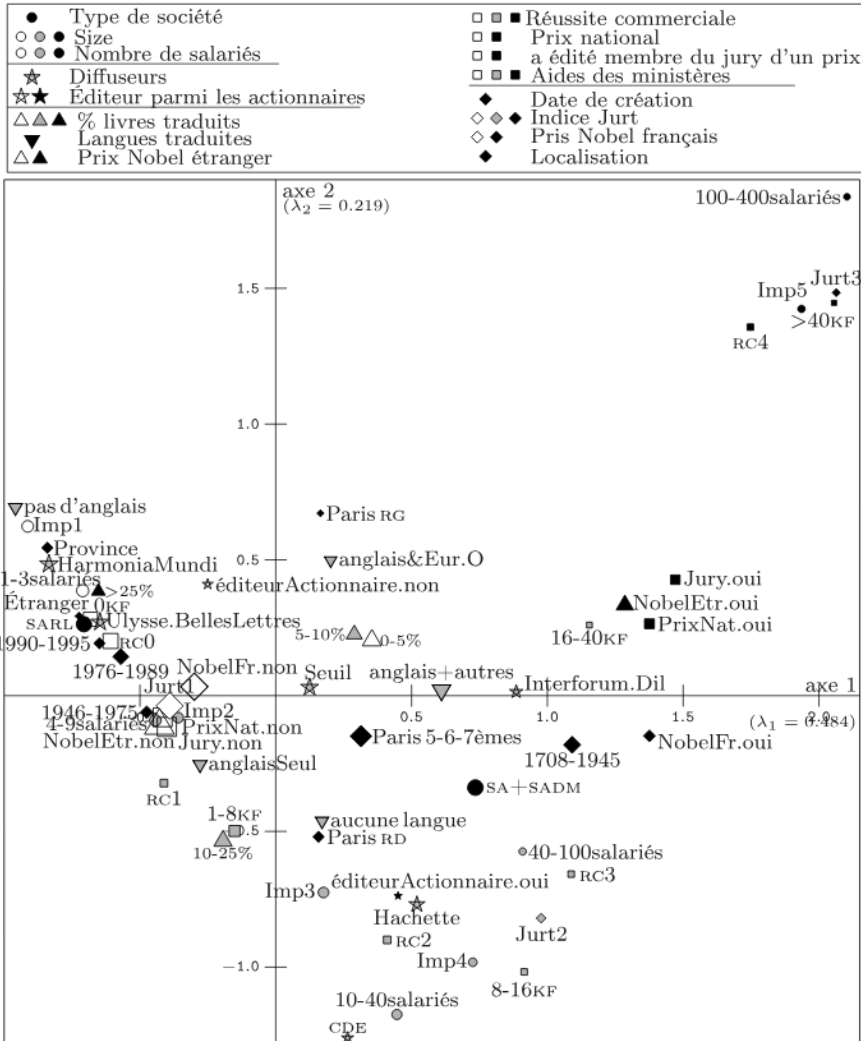 Type de société
Size
Nombre de salariés
Diffuseurs
Éditeur parmi les actionnaires
% livres traduits
Langues traduites
Prix Nobel étranger
Réussite commerciale
Prix national
a édité membre du jury d'un prix
Aides des ministères
Date de création
Indice Jurt
Pris Nobel français
Localisation
axe 2
(λ2 = 0.219)
100-400salariés
1.5
Jurt3
Imp5
>40KF
RC4
1.0
pas d'anglais
Imp1
Paris RG
Province
0.5
anglais&Eur.O
HarmoniaMundi
1-3salariés
>25%
éditeurActionnaire.non
Jury.oui
Étranger
0KF
NobelEtr.oui
SARL
Ulysse.BellesLettres
5-10%
0-5%
16-40KF
PrixNat.oui
1990-1995
RC0
1976-1989
NobelFr.non
Seuil
anglais+autres
Interforum.Dil
axe 1
Jurt1
1946-1975
Imp2
0.5
1.0
1.5
2.0
(λ1 = 0.484)
4-9salariés
PrixNat.non
Paris 5-6-7èmes
NobelFr.oui
NobelEtr.non
Jury.non
1708-1945
anglaisSeul
RC1
SA+SADM
1-8KF
aucune langue
0.5
Paris RD
10-25%
40-100salariés
Imp3
éditeurActionnaire.oui
RC3
Hachette
RC2
Jurt2
−1.0
Imp4
8-16KF
10-40salariés
CDE